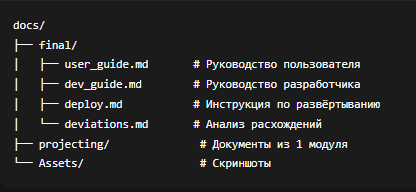 docs/
├── final/
│   ├── user_guide.md      # Руководство пользователя
│   ├── dev_guide.md       # Руководство разработчика
│   ├── deploy.md          # Инструкция по развёртыванию
│   └── deviations.md      # Анализ расхождений
├── projecting/             # Документы из 1 модуля
└── Assets/                 # Скриншоты